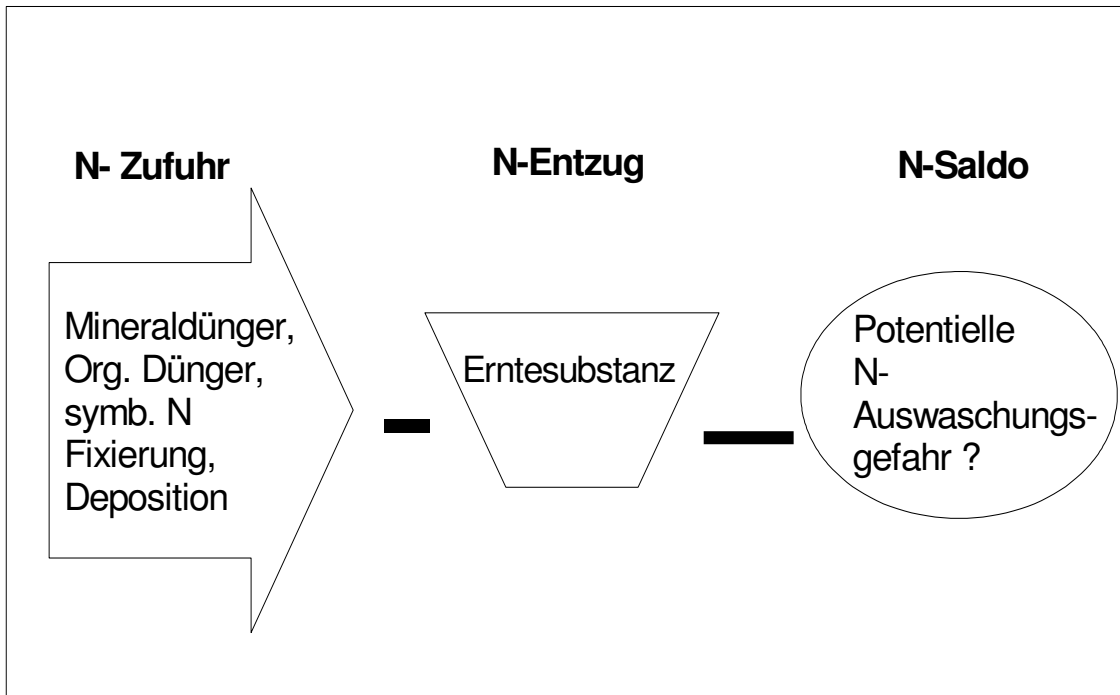 N- Zufuhr
Mineraldünger,
Org. Dünger,
symb. N
Fixierung,
Deposition
N-Entzug
Erntesubstanz
N-Saldo
Potentielle
N-
Auswaschungs-
gefahr ?